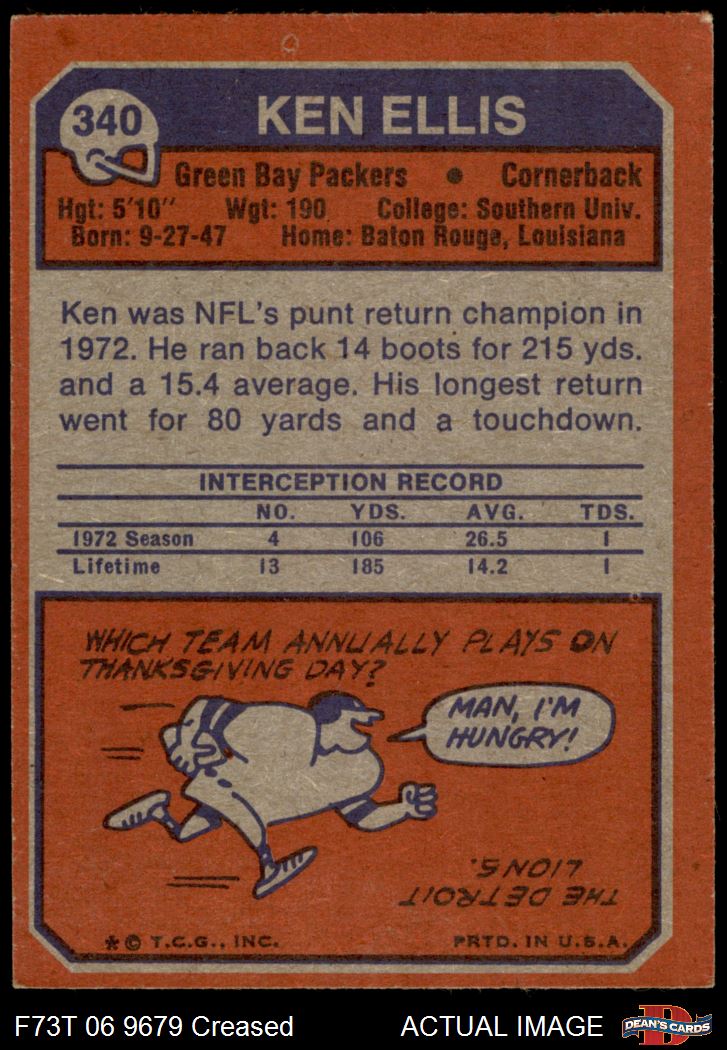 340
KEN ELLIS
Green Bay Packers • Cornerback
Hgt: 5'10" Wgt: 190 College: Southern Univ.
Born: 9-27-47 Home: Baton Rouge, Louisiana
Ken was NFL's punt return champion in
1972. He ran back 14 boots for 215 yds.
and a 15.4 average. His longest return
went for 80 yards and a touchdown.
INTERCEPTION RECORD
NO. YDS. AVG. TDS.
1972 Season 4 106 26.5 1
Lifetime 13 185 14.2 1
WHICH TEAM ANNUALLY PLAYS ON
THANKSGIVING DAY?
MAN, I'M
HUNGRY!
THE DETROIT
LIONS.
* © T.C.G., INC. PRTD. IN U.S.A.
F73T 06 9679 Creased ACTUAL IMAGE
D
DEAN'S CARDS